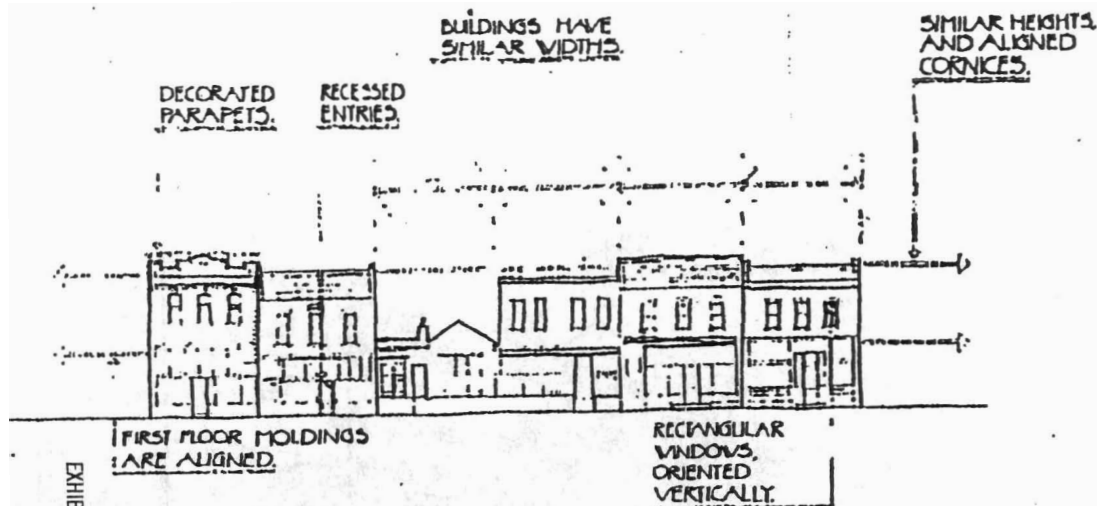 BUILDINGS HAVE
SIMILAR WIDTHS.
SIMILAR HEIGHTS,
AND ALIGNED
CORNICES.
DECORATED
PARAPETS.
RECESSED
ENTRIES.
FIRST FLOOR MOLDINGS
ARE ALIGNED.
RECTANGULAR
WINDOWS,
ORIENTED
VERTICALLY.